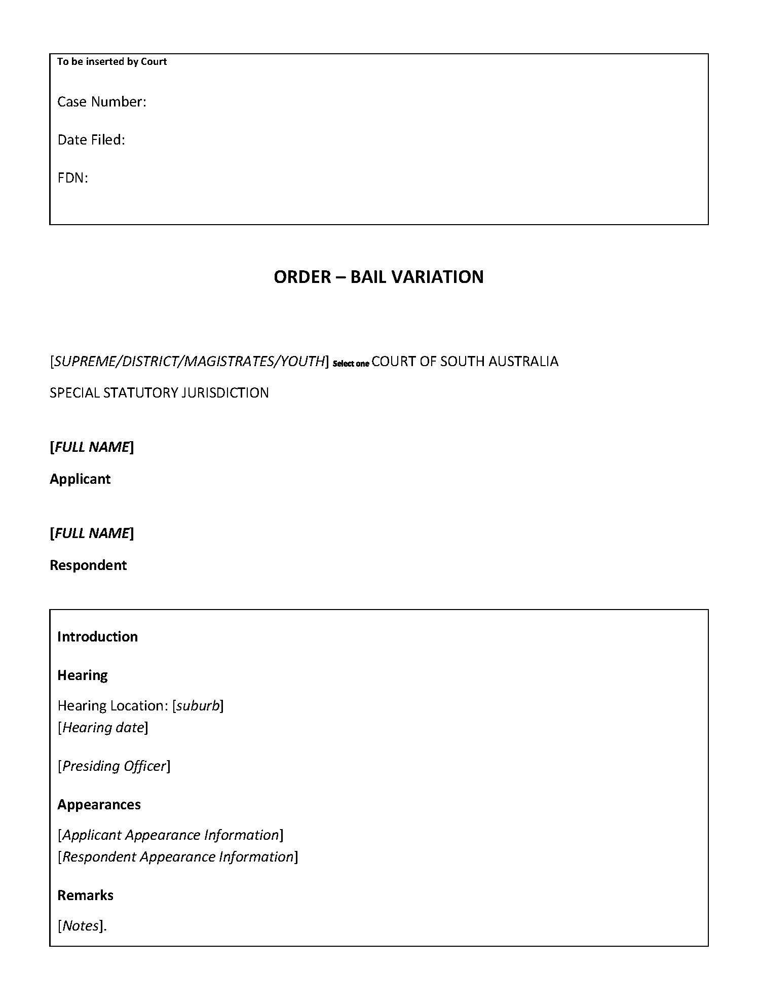 To be inserted by Court
Case Number:
Date Filed:
FDN:
ORDER – BAIL VARIATION
[SUPREME/DISTRICT/MAGISTRATES/YOUTH] Select one COURT OF SOUTH AUSTRALIA
SPECIAL STATUTORY JURISDICTION
[FULL NAME]
Applicant
[FULL NAME]
Respondent
Introduction
Hearing
Hearing Location: [suburb]
[Hearing date]
[Presiding Officer]
Appearances
[Applicant Appearance Information]
[Respondent Appearance Information]
Remarks
[Notes].